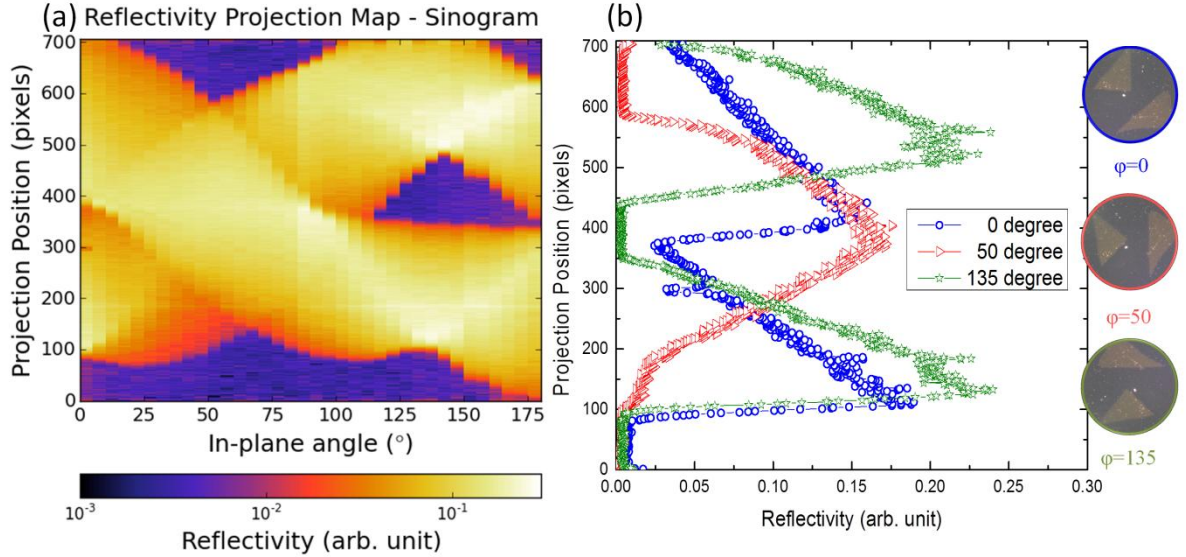 (a) Reflectivity Projection Map - Sinogram
Projection Position (pixels)
700
600
500
400
300
200
100
0
0 25 50 75 100 125 150 175
In-plane angle (°)
10⁻³ 10⁻² 10⁻¹
Reflectivity (arb. unit)
(b)
Projection Position (pixels)
700
600
500
400
300
200
100
0
0.00 0.05 0.10 0.15 0.20 0.25 0.30
Reflectivity (arb. unit)
0 degree
50 degree
135 degree
φ=0
φ=50
φ=135